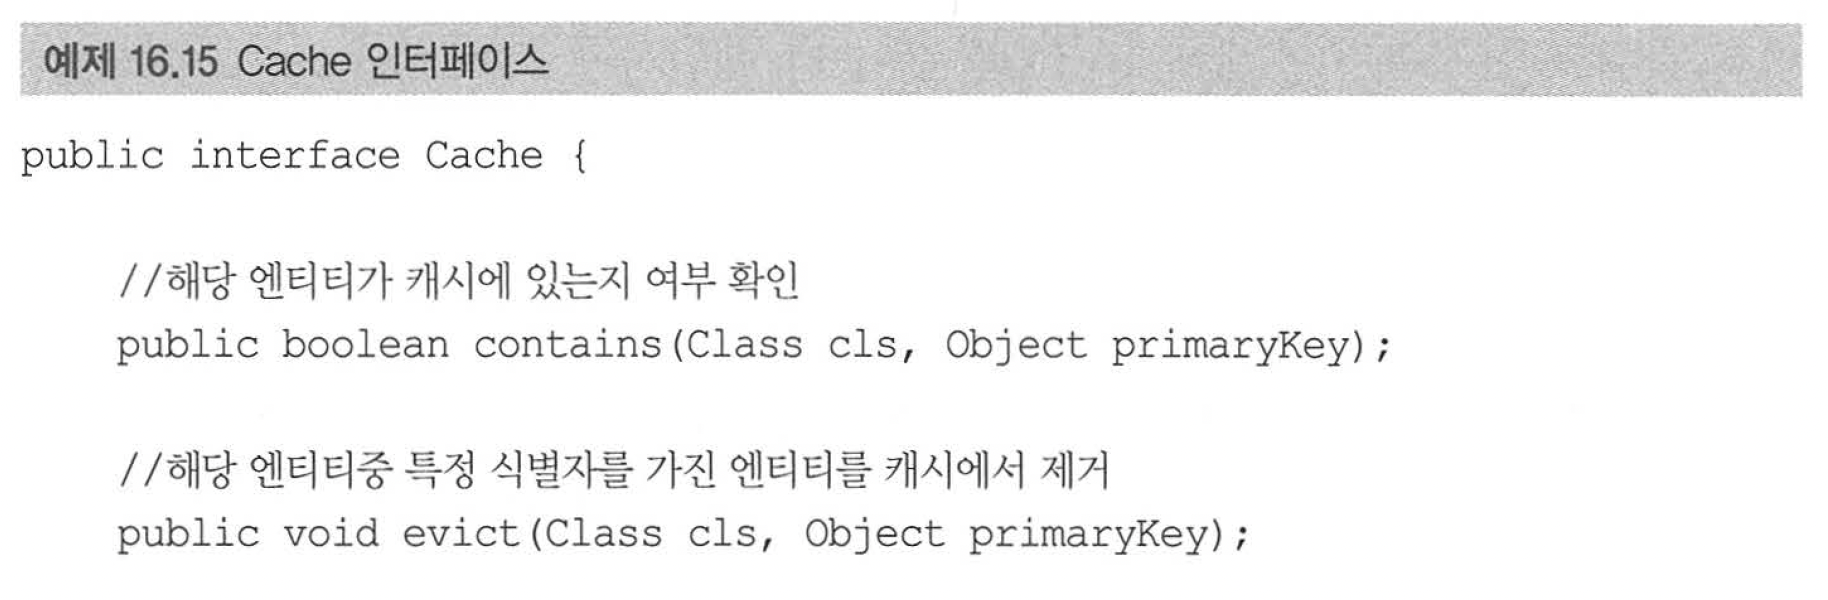 예제 16.15 Cache 인터페이스
public interface Cache {
//해당 엔티티가 캐시에 있는지 여부 확인
public boolean contains(Class cls, Object primaryKey);
//해당 엔티티중 특정 식별자를 가진 엔티티를 캐시에서 제거
public void evict(Class cls, Object primaryKey);